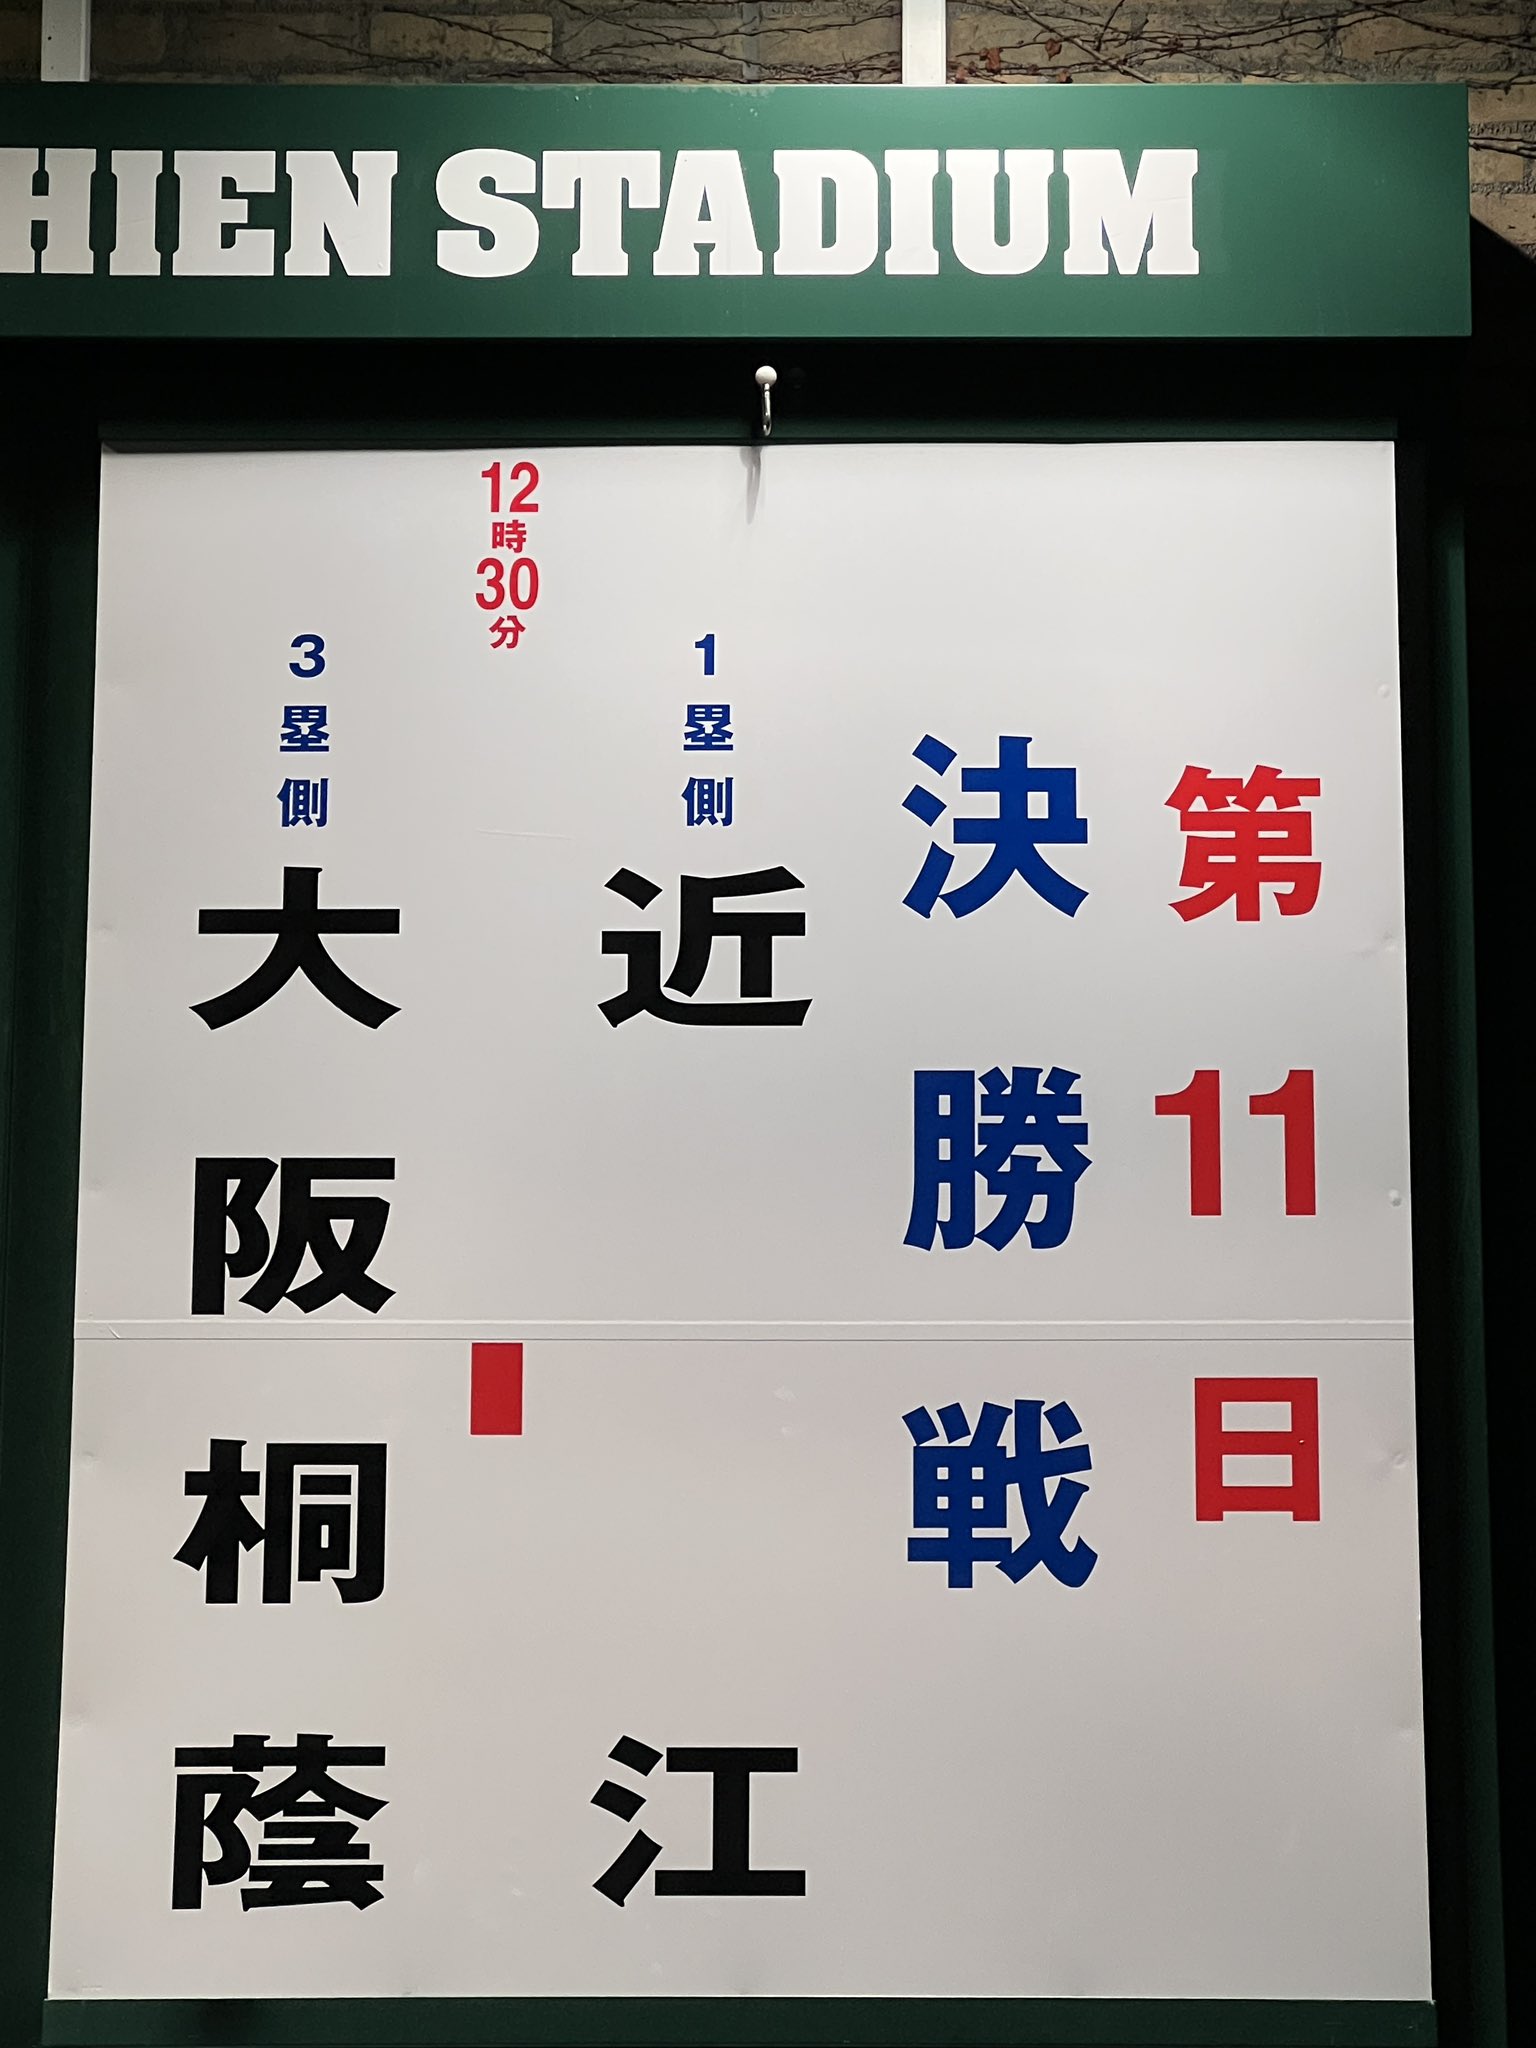 HIEN STADIUM
第11日
決勝戦
1塁側
近江
12時30分
3塁側
大阪桐蔭